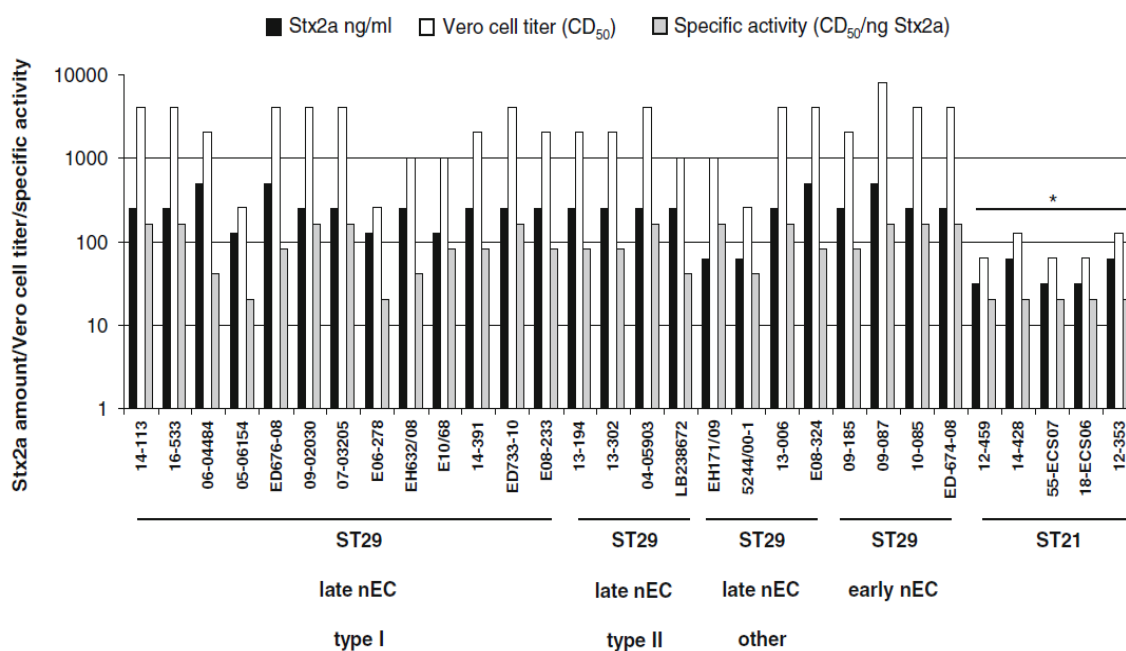 Stx2a ng/ml Vero cell titer (CD50) Specific activity (CD50/ng Stx2a)
Stx2a amount/Vero cell titer/specific activity
10000
1000
100
10
1
*
14-113 16-533 06-04484 05-06154 ED676-08 09-02030 07-03205 E06-278 EH632/08 E10/68 14-391 ED733-10 E08-233 13-194 13-302 04-05903 LB238672 EH171/09 5244/00-1 13-006 E08-324 09-185 09-087 10-085 ED-674-08 12-459 14-428 55-ECS07 18-ECS06 12-353
ST29 ST29 ST29 ST29 ST21
late nEC late nEC late nEC early nEC
type I type II other